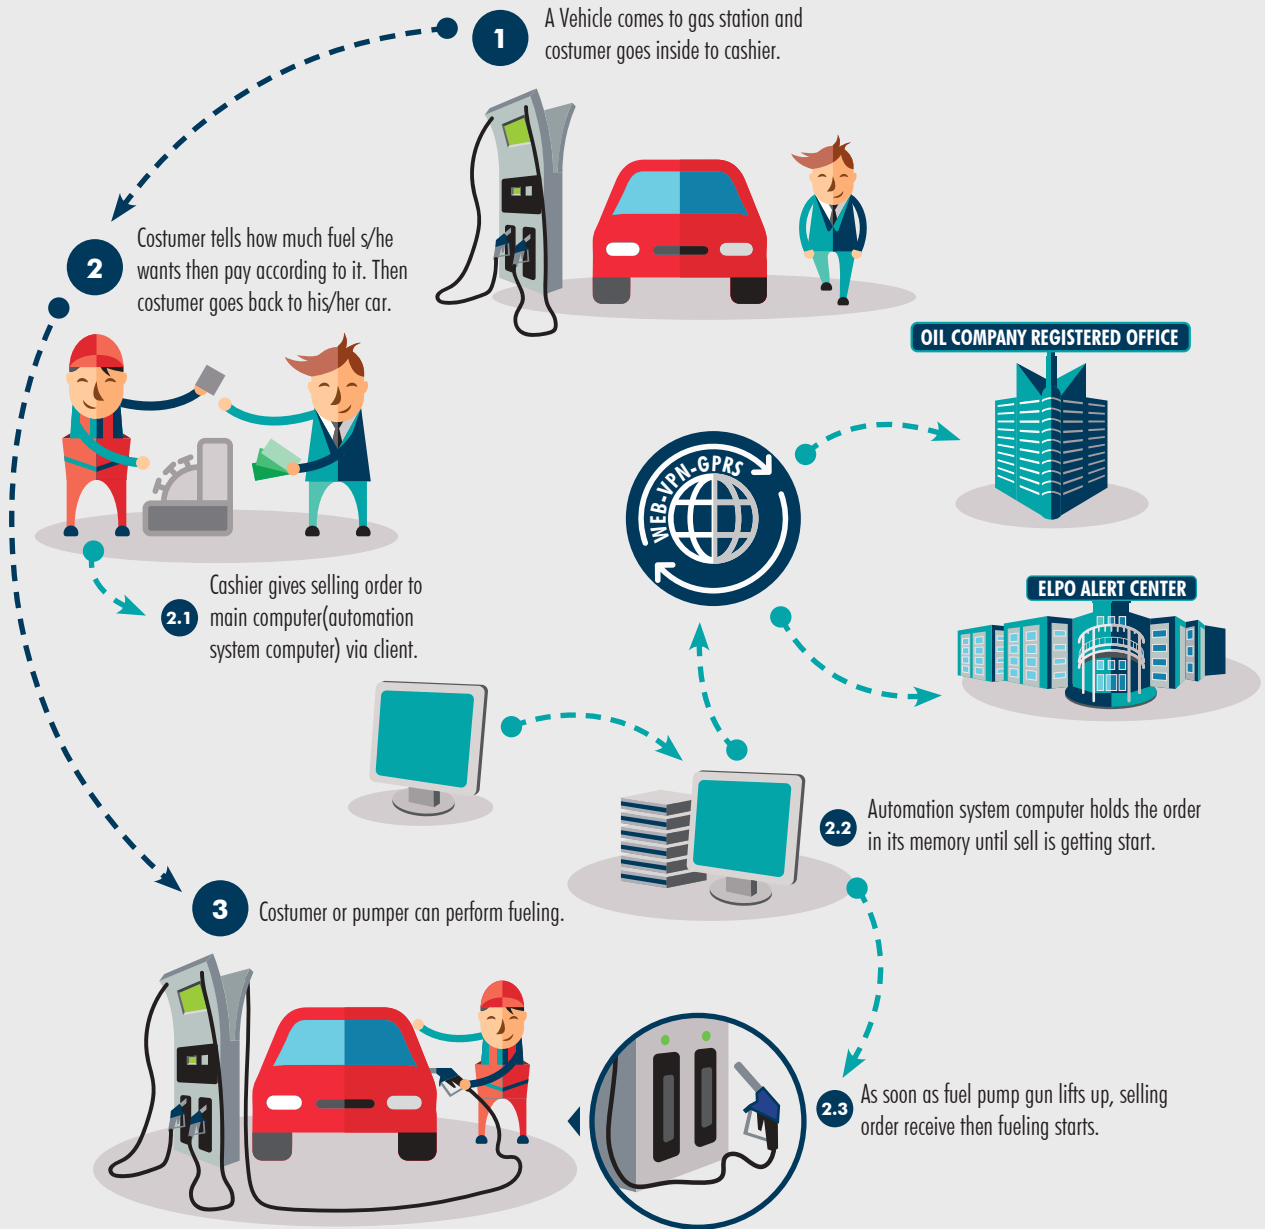 1
A Vehicle comes to gas station and
costumer goes inside to cashier.
2
Costumer tells how much fuel s/he
wants then pay according to it. Then
costumer goes back to his/her car.
OIL COMPANY REGISTERED OFFICE
WEB-VPN-GPRS
ELPO ALERT CENTER
2.1
Cashier gives selling order to
main computer(automation
system computer) via client.
2.2
Automation system computer holds the order
in its memory until sell is getting start.
3
Costumer or pumper can perform fueling.
2.3
As soon as fuel pump gun lifts up, selling
order receive then fueling starts.